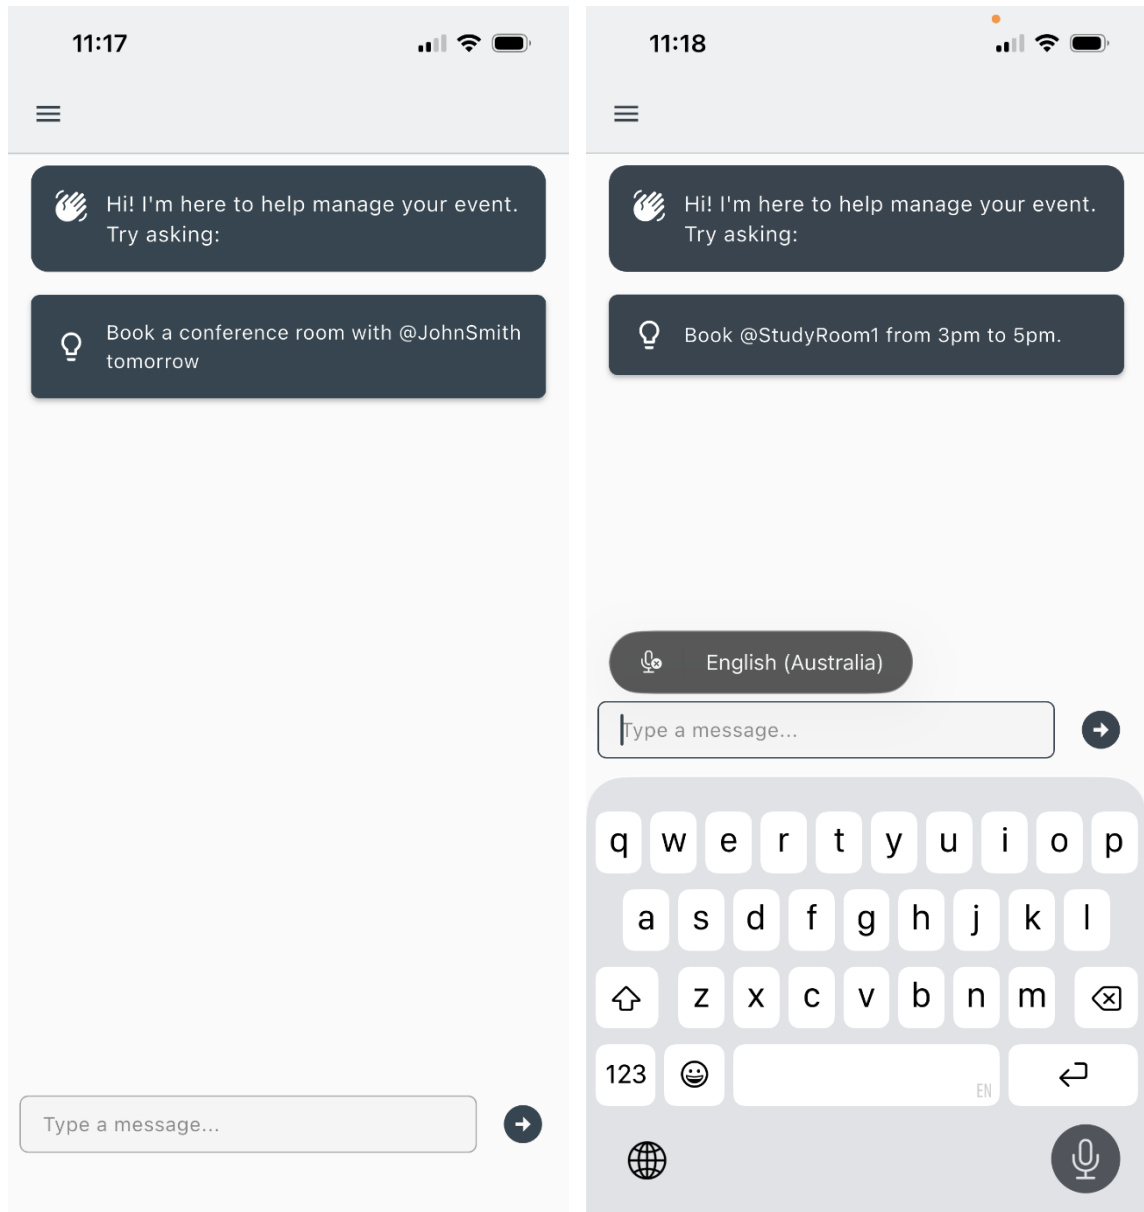 11:17
Hi! I'm here to help manage your event.
Try asking:
Book a conference room with @JohnSmith
tomorrow
Type a message...
11:18
Hi! I'm here to help manage your event.
Try asking:
Book @StudyRoom1 from 3pm to 5pm.
English (Australia)
Type a message...
q w e r t y u i o p
a s d f g h j k l
z x c v b n m
123
EN